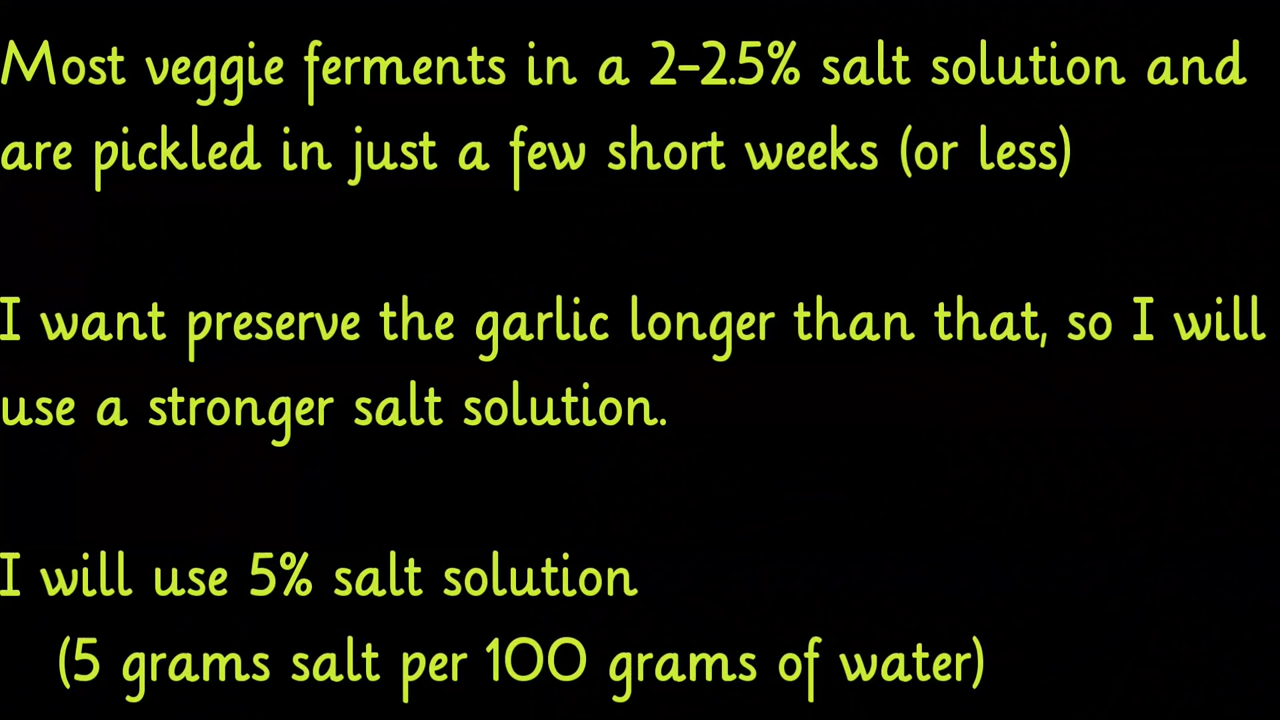 Most veggie ferments in a 2-2.5% salt solution and
are pickled in just a few short weeks (or less)
I want preserve the garlic longer than that, so I will
use a stronger salt solution.
I will use 5% salt solution
(5 grams salt per 100 grams of water)